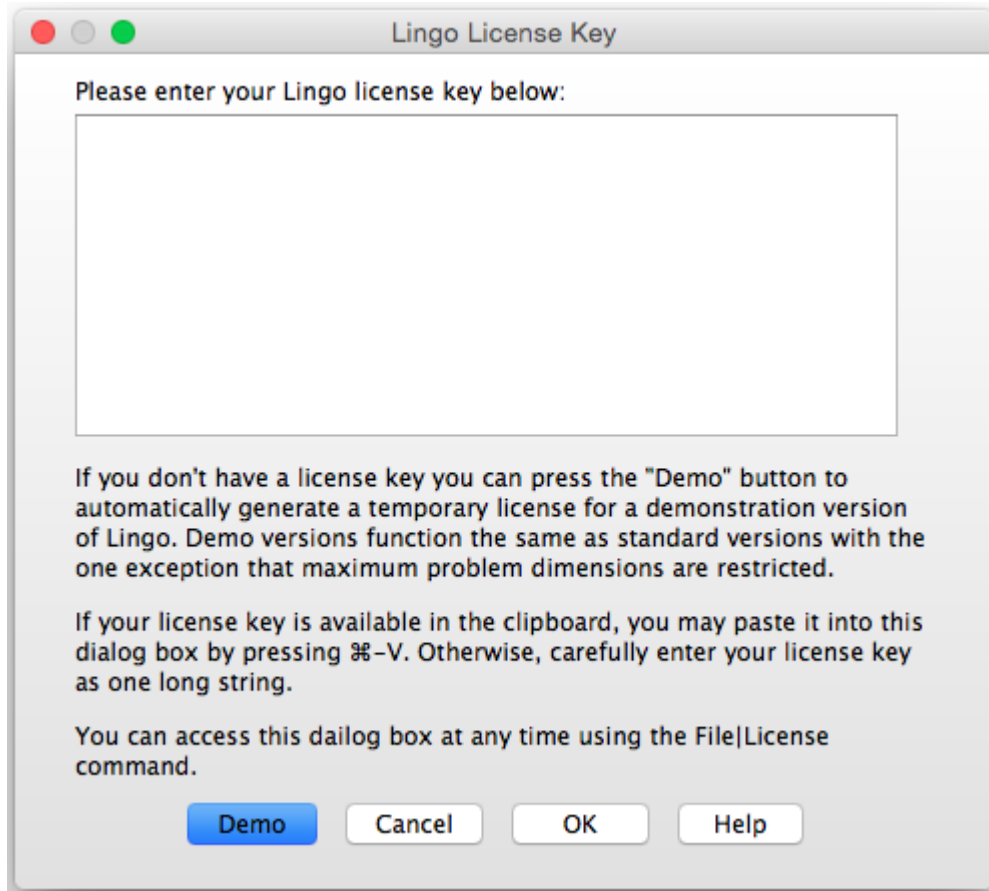 Lingo License Key
Please enter your Lingo license key below:
If you don't have a license key you can press the "Demo" button to
automatically generate a temporary license for a demonstration version
of Lingo. Demo versions function the same as standard versions with the
one exception that maximum problem dimensions are restricted.
If your license key is available in the clipboard, you may paste it into this
dialog box by pressing ⌘-V. Otherwise, carefully enter your license key
as one long string.
You can access this dailog box at any time using the File|License
command.
Demo Cancel OK Help